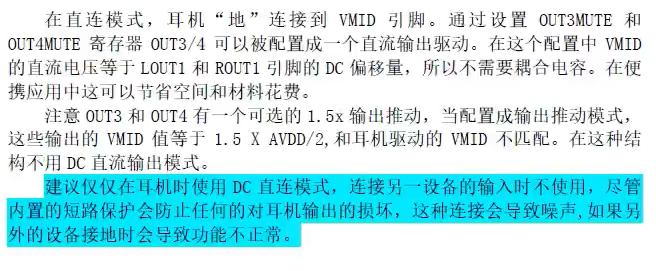 在直连模式，耳机“地”连接到 VMID 引脚。通过设置 OUT3MUTE 和
OUT4MUTE 寄存器 OUT3/4 可以被配置成一个直流输出驱动。在这个配置中 VMID
的直流电压等于 LOUT1 和 ROUT1 引脚的 DC 偏移量，所以不需要耦合电容。在便
携应用中这可以节省空间和材料花费。
注意 OUT3 和 OUT4 有一个可选的 1.5x 输出推动，当配置成输出推动模式，
这些输出的 VMID 值等于 1.5 X AVDD/2,和耳机驱动的 VMID 不匹配。在这种结
构不用 DC 直流输出模式。
建议仅仅在耳机时使用 DC 直连模式，连接另一设备的输入时不使用，尽管
内置的短路保护会防止任何的对耳机输出的损坏，这种连接会导致噪声,如果另
外的设备接地时会导致功能不正常。